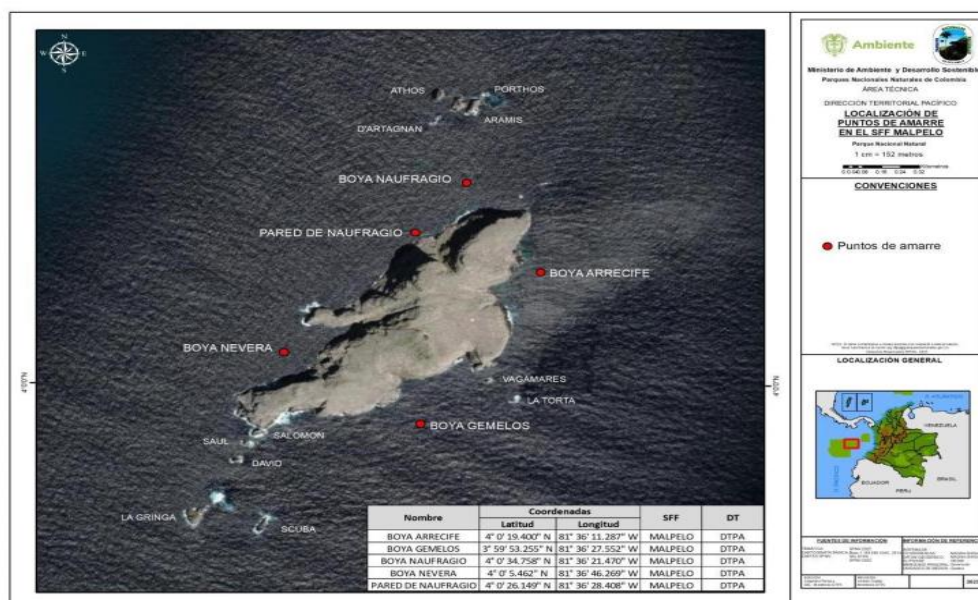 N
W E
S
ATHOS
PORTHOS
ARAMIS
D'ARTAGNAN
BOYA NAUFRAGIO
PARED DE NAUFRAGIO
BOYA ARRECIFE
BOYA NEVERA
4°0'0"N
4°0'0"N
VAGAMARES
LA TORTA
BOYA GEMELOS
SALOMON
SAUL
DAVID
LA GRINGA
SCUBA
Nombre Coordenadas SFF DT
Latitud Longitud
BOYA ARRECIFE 4° 0' 19.400" N 81° 36' 11.287" W MALPELO DTPA
BOYA GEMELOS 3° 59' 53.255" N 81° 36' 27.552" W MALPELO DTPA
BOYA NAUFRAGIO 4° 0' 34.758" N 81° 36' 21.470" W MALPELO DTPA
BOYA NEVERA 4° 0' 5.462" N 81° 36' 46.269" W MALPELO DTPA
PARED DE NAUFRAGIO 4° 0' 26.149" N 81° 36' 28.408" W MALPELO DTPA
Ambiente
Ministerio de Ambiente y Desarrollo Sostenible
Parques Nacionales Naturales de Colombia
ÁREA TÉCNICA
DIRECCIÓN TERRITORIAL PACÍFICO
LOCALIZACIÓN DE
PUNTOS DE AMARRE
EN EL SFF MALPELO
Parque Nacional Natural
1 cm = 152 metros
CONVENCIONES
Puntos de amarre
LOCALIZACIÓN GENERAL
VENEZUELA
ECUADOR
PERU
BRASIL
FUENTES DE INFORMACIÓN
INFORMACIÓN DE REFERENCIA